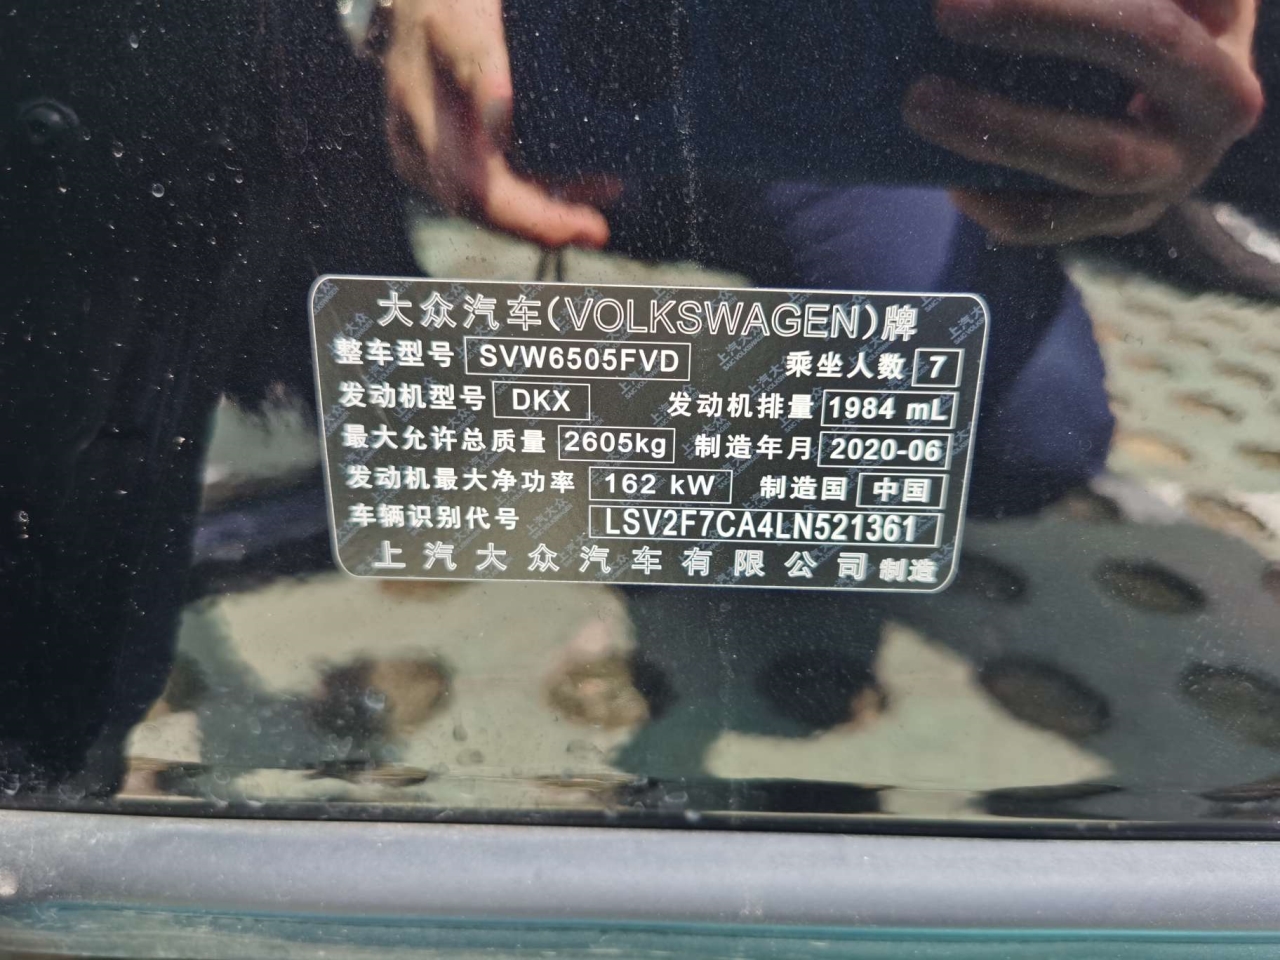 大众汽车(VOLKSWAGEN)牌
整车型号 SVW6505FVD 乘坐人数 7
发动机型号 DKX 发动机排量 1984 mL
最大允许总质量 2605kg 制造年月 2020-06
发动机最大净功率 162 kW 制造国 中国
车辆识别代号 LSV2F7CA4LN521361
上汽大众汽车有限公司 制造